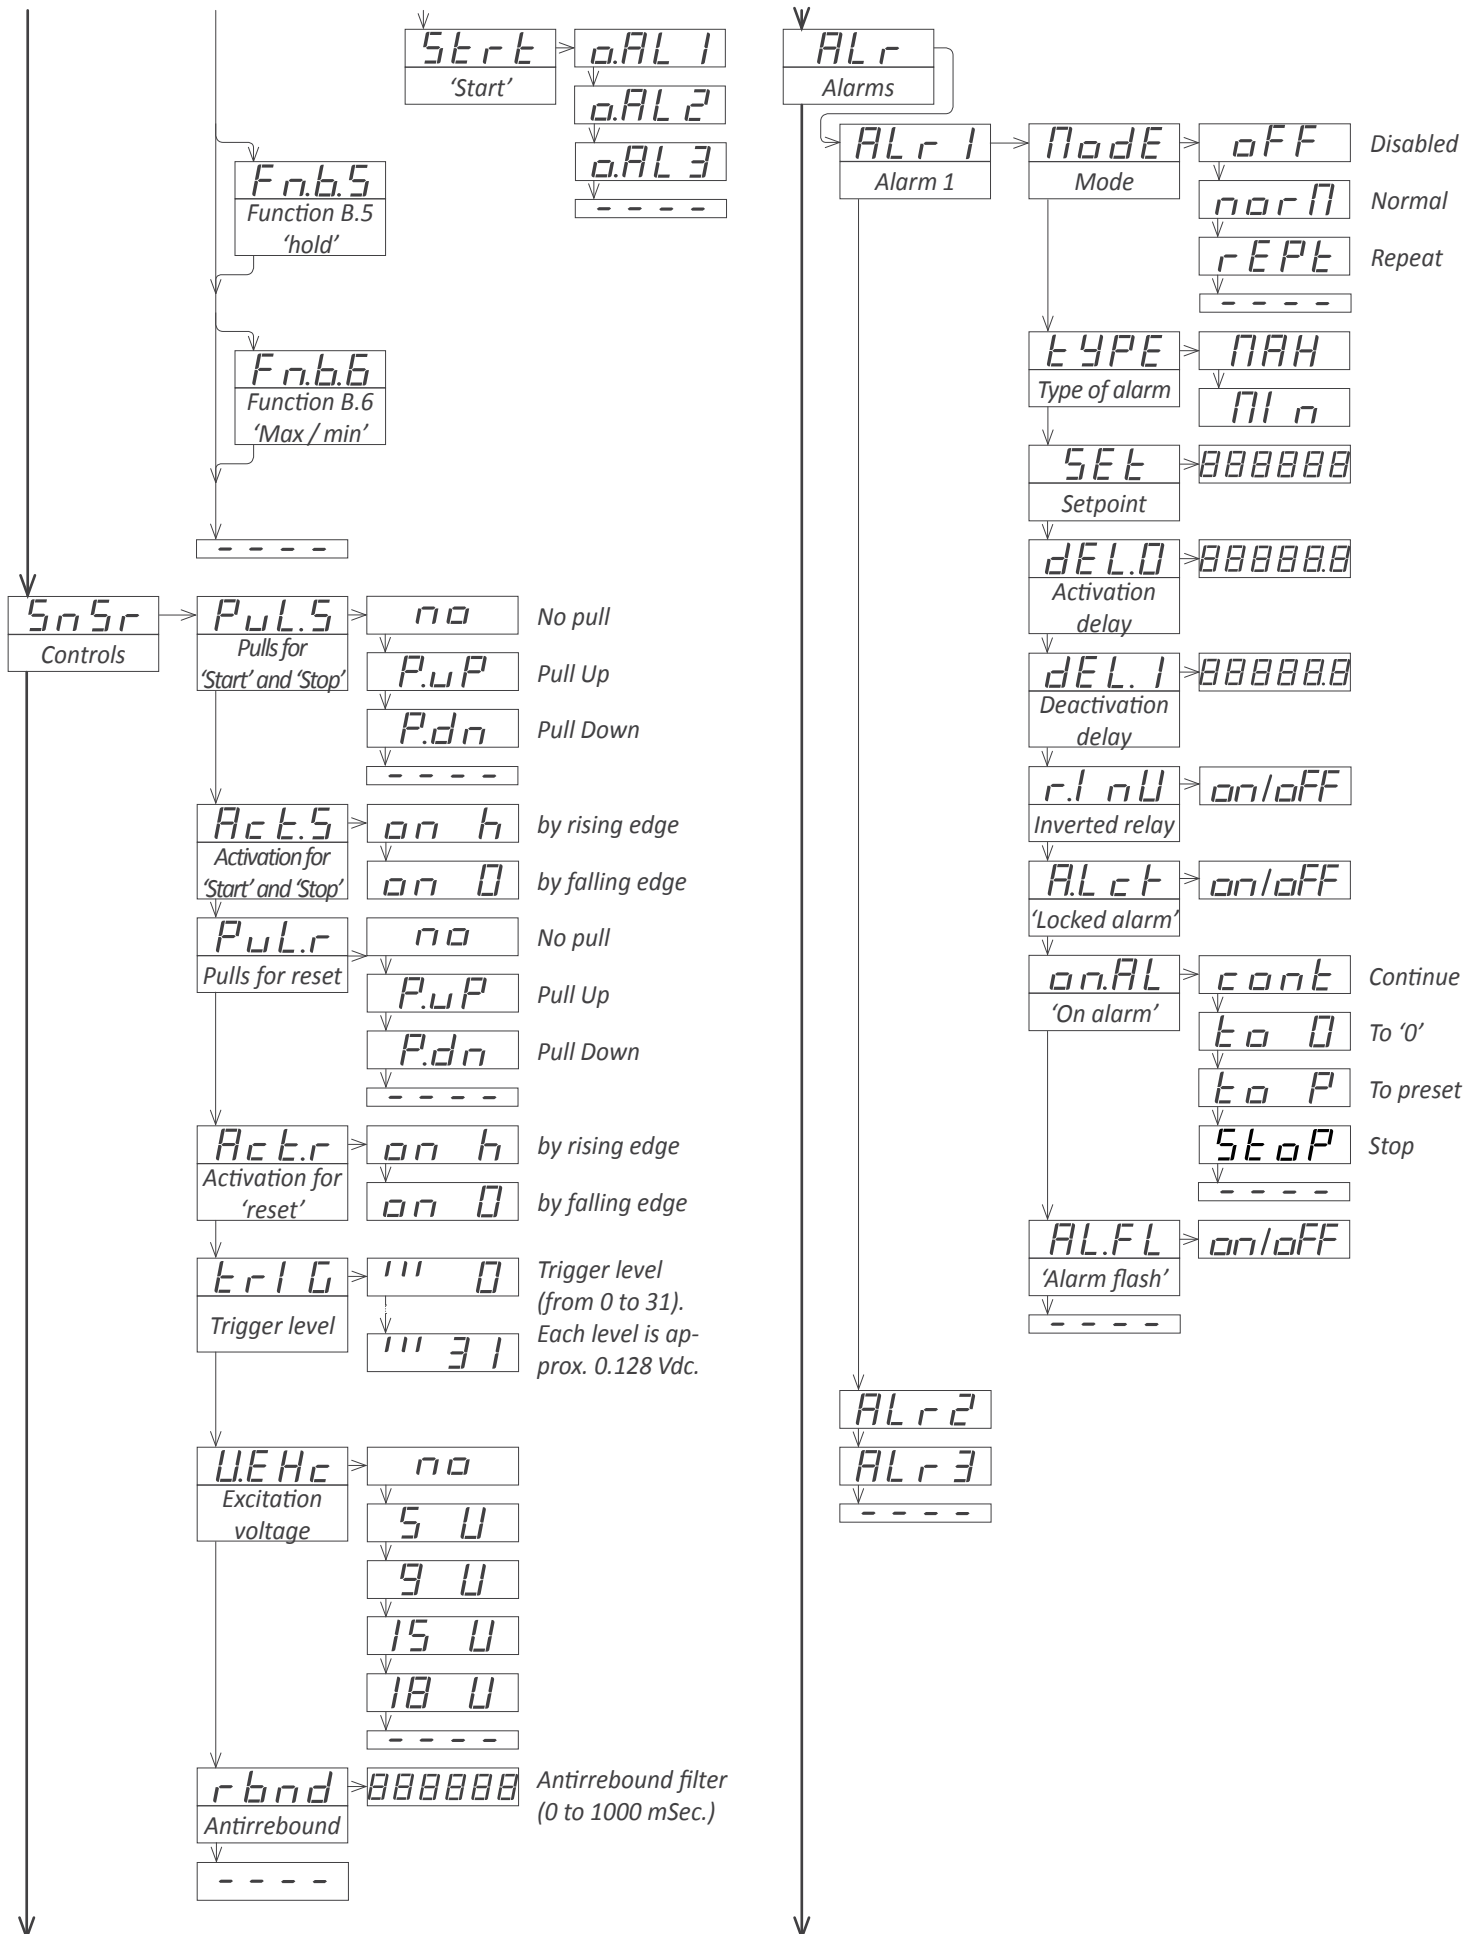 Strt
‘Start’
o.AL 1
o.AL 2
o.AL 3
- - - -
Fn.b.5
Function B.5
‘hold’
Fn.b.6
Function B.6
‘Max / min’
- - - -
SnSr
Controls
PuL.S
Pulls for
‘Start’ and ‘Stop’
no
No pull
P.uP
Pull Up
P.dn
Pull Down
- - - -
Act.S
Activation for
‘Start’ and ‘Stop’
on h
by rising edge
on 0
by falling edge
PuL.r
Pulls for reset
no
No pull
P.uP
Pull Up
P.dn
Pull Down
- - - -
Act.r
Activation for
‘reset’
on h
by rising edge
on 0
by falling edge
trIG
Trigger level
''' 0
''' 31
Trigger level
(from 0 to 31).
Each level is ap-
prox. 0.128 Vdc.
U.EHc
Excitation
voltage
no
5 U
9 U
15 U
18 U
- - - -
rbnd
Antirrebound
888888
Antirrebound filter
(0 to 1000 mSec.)
- - - -
ALr
Alarms
ALr1
Alarm 1
ModE
Mode
oFF
Disabled
norM
Normal
rEPt
Repeat
- - - -
tYPE
Type of alarm
MAH
MIn
SEt
Setpoint
888888
dEL.0
Activation
delay
88888.8
dEL.1
Deactivation
delay
88888.8
r.InU
Inverted relay
on/oFF
A.Lck
‘Locked alarm’
on/oFF
on.AL
‘On alarm’
cont
Continue
to 0
To ‘0’
to P
To preset
StoP
Stop
- - - -
AL.FL
‘Alarm flash’
on/oFF
- - - -
ALr2
ALr3
- - - -